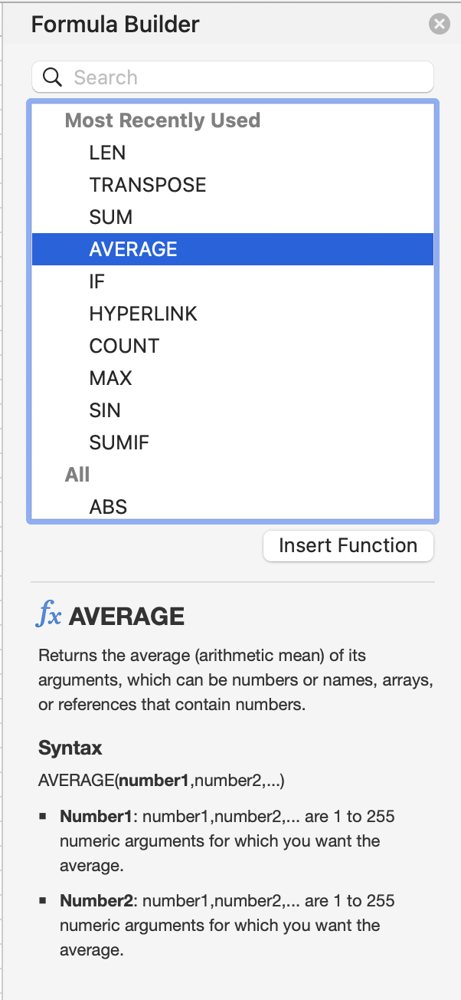 Formula Builder
Search
Most Recently Used
LEN
TRANSPOSE
SUM
AVERAGE
IF
HYPERLINK
COUNT
MAX
SIN
SUMIF
All
ABS
Insert Function
fx AVERAGE
Returns the average (arithmetic mean) of its
arguments, which can be numbers or names, arrays,
or references that contain numbers.
Syntax
AVERAGE(number1,number2,...)
▪ Number1: number1,number2,... are 1 to 255
numeric arguments for which you want the
average.
▪ Number2: number1,number2,... are 1 to 255
numeric arguments for which you want the
average.